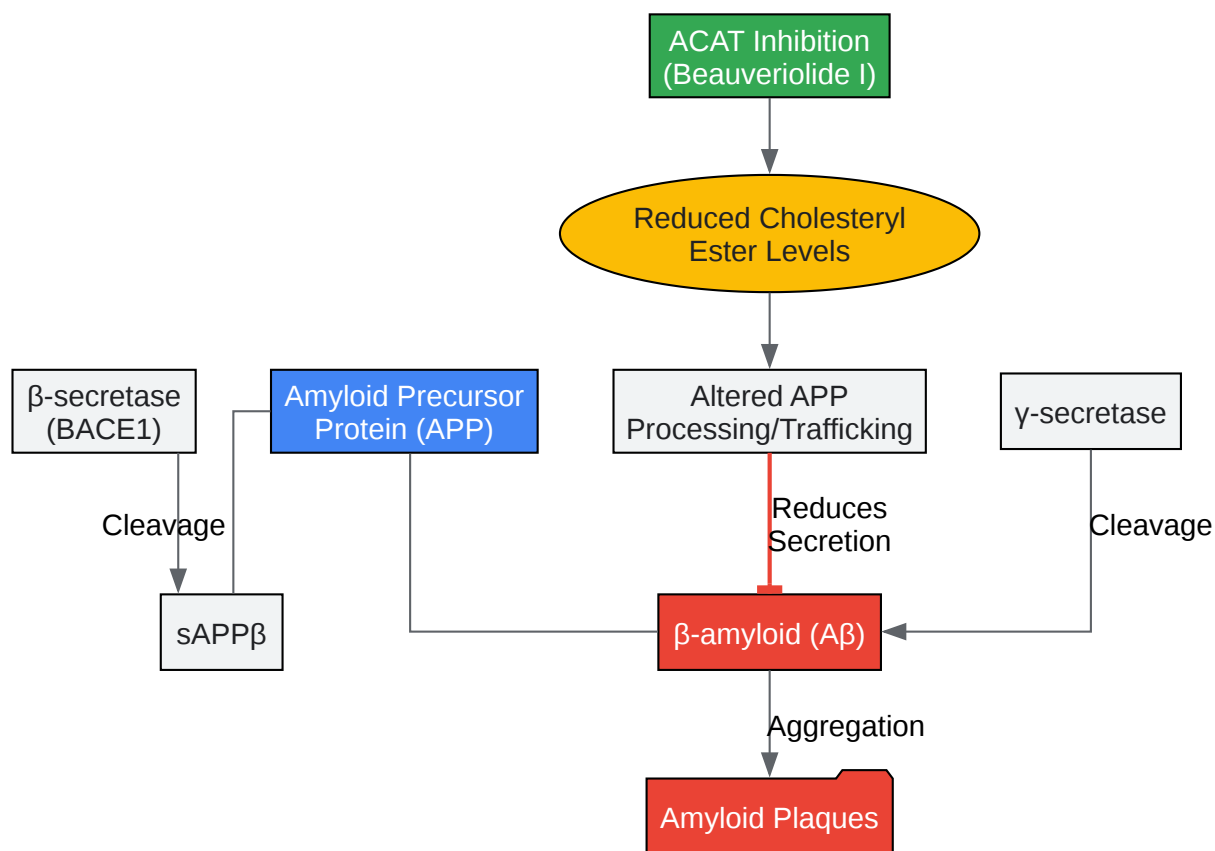 ACAT Inhibition
(Beauveriolide I)
Reduced Cholesteryl
Ester Levels
β-secretase
(BACE1)
Amyloid Precursor
Protein (APP)
Altered APP
Processing/Trafficking
γ-secretase
Cleavage
Reduces
Secretion
Cleavage
sAPPβ
β-amyloid (Aβ)
Aggregation
Amyloid Plaques